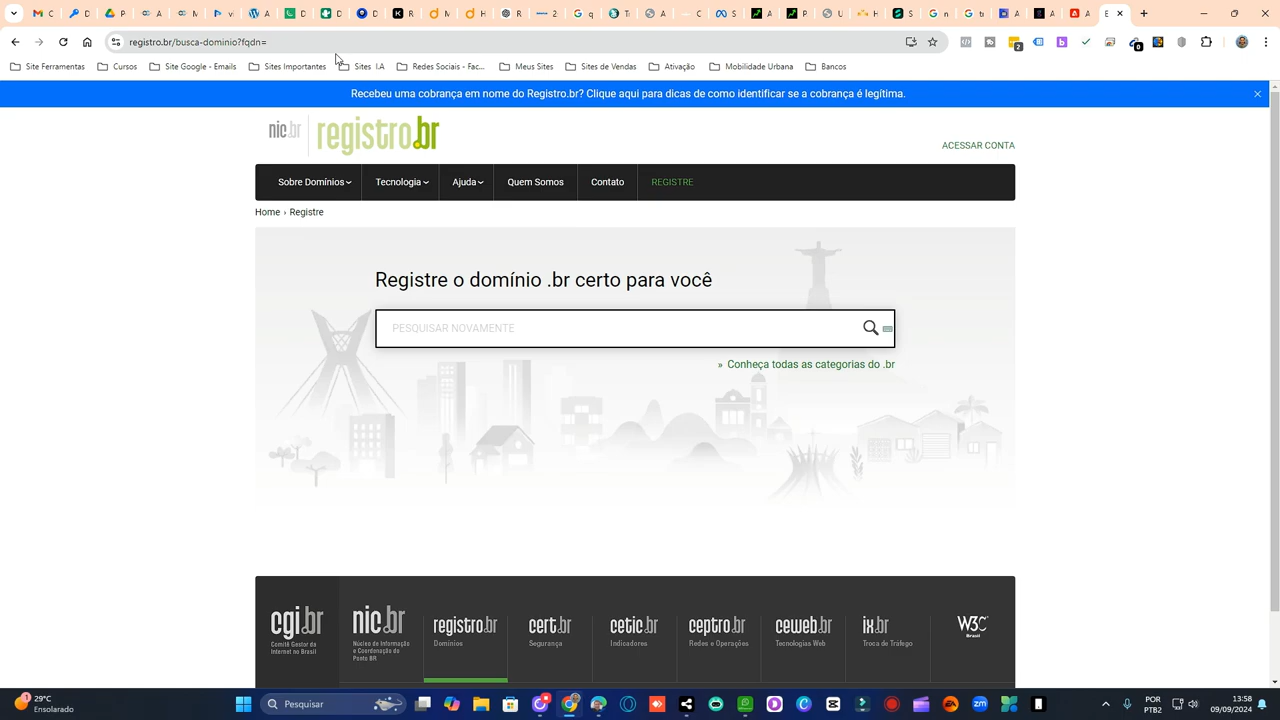 registro.br/busca-dominio?fqdn=
Site Ferramentas
Cursos
Site Google - Emails
Sites Importantes
Sites I.A
Redes Sociais - Fac...
Meus Sites
Sites de Vendas
Ativação
Mobilidade Urbana
Bancos
Recebeu uma cobrança em nome do Registro.br? Clique aqui para dicas de como identificar se a cobrança é legítima.
nic.br
registro.br
ACESSAR CONTA
Sobre Domínios
Tecnologia
Ajuda
Quem Somos
Contato
REGISTRE
Home › Registre
Registre o domínio .br certo para você
PESQUISAR NOVAMENTE
» Conheça todas as categorias do .br
cgi.br
Comitê Gestor da
Internet no Brasil
nic.br
Núcleo de Informação
e Coordenação do
Ponto BR
registro.br
Domínios
cert.br
Segurança
cetic.br
Indicadores
ceptro.br
Redes e Operações
ceweb.br
Tecnologias Web
ix.br
Troca de Tráfego
W3C
Brasil
29°C
Ensolarado
Pesquisar
POR
PTB2
13:58
09/09/2024